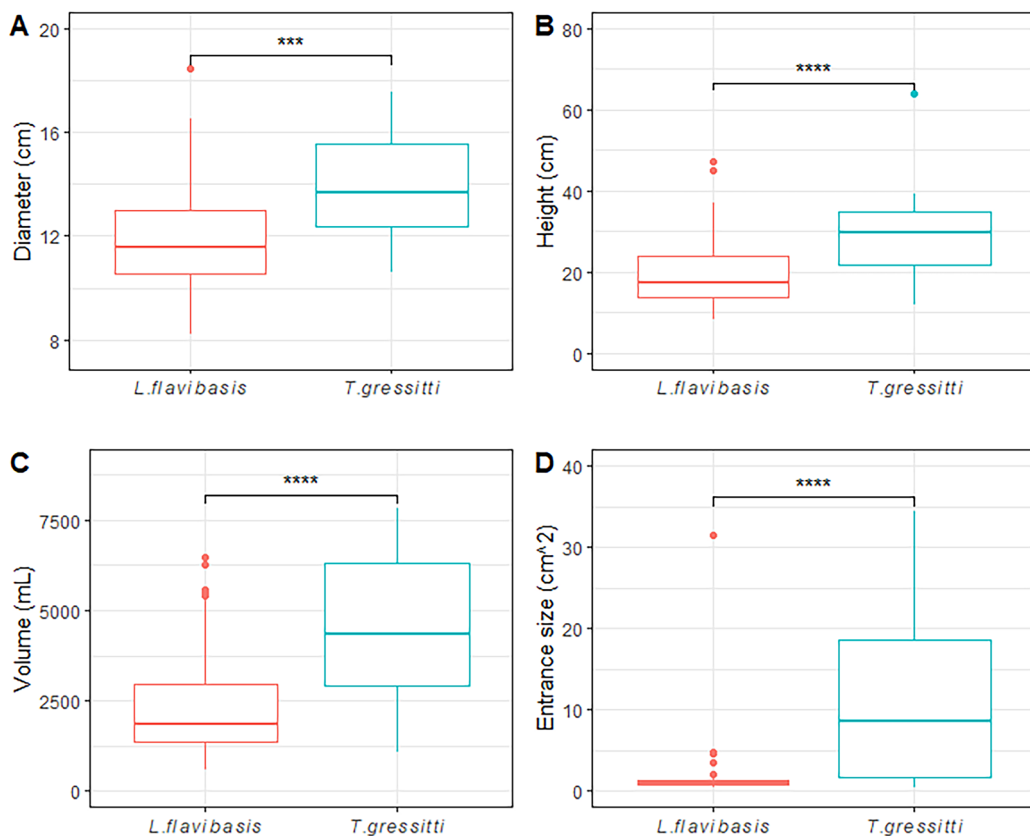 A
Diameter (cm)
20
16
12
8
***
L.flavibasis T.gressitti
B
Height (cm)
80
60
40
20
0
****
L.flavibasis T.gressitti
C
Volume (mL)
7500
5000
2500
0
****
L.flavibasis T.gressitti
D
Entrance size (cm^2)
40
30
20
10
0
****
L.flavibasis T.gressitti